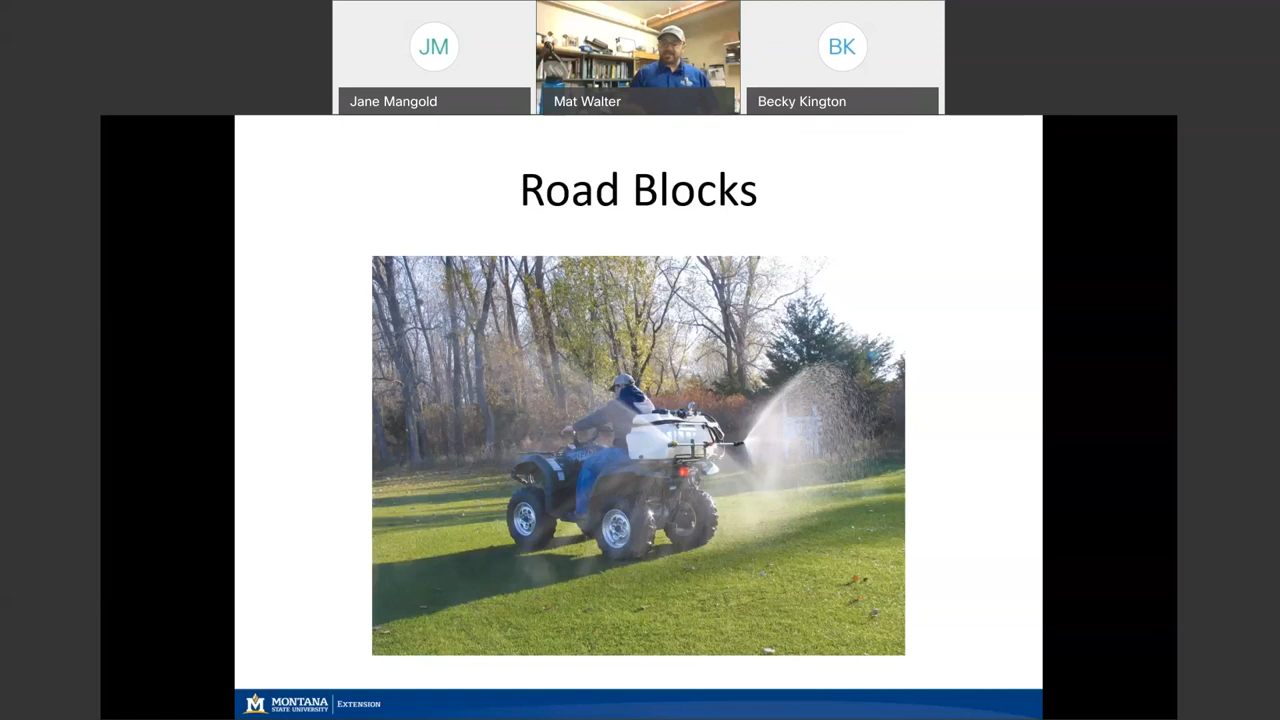 JM
BK
Jane Mangold
Mat Walter
Becky Kington
Road Blocks
M MONTANA
STATE UNIVERSITY
EXTENSION